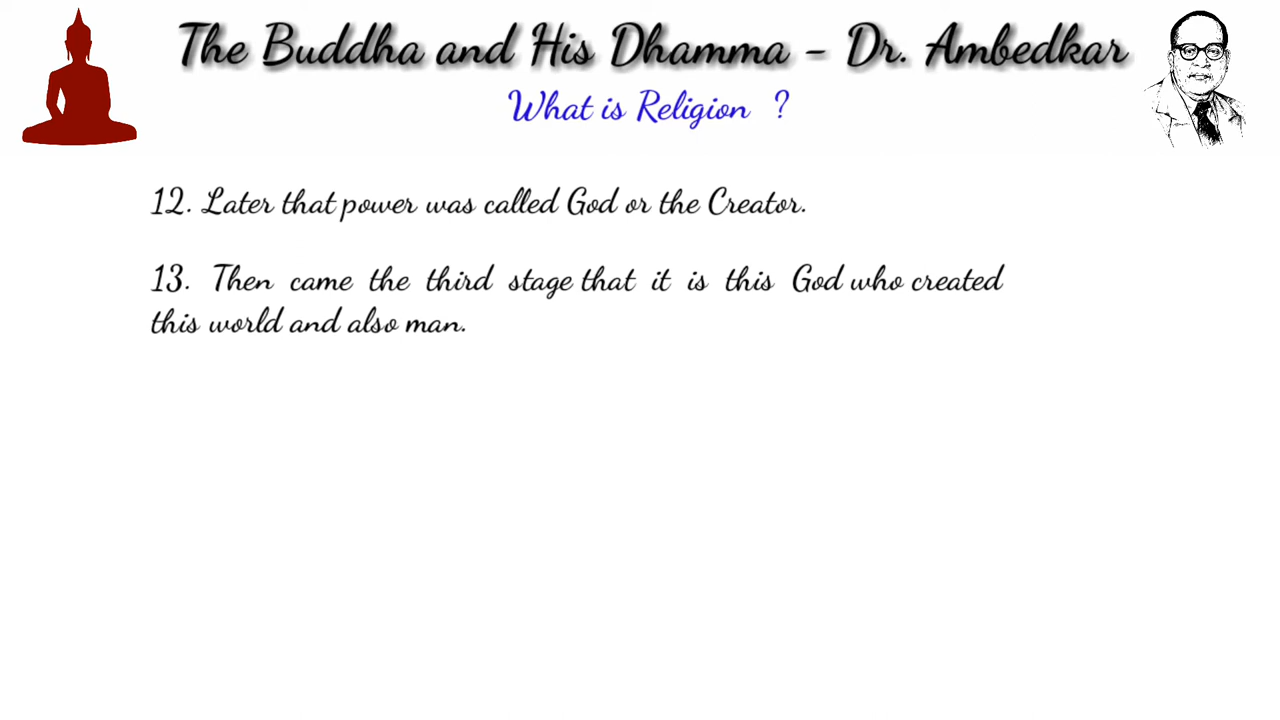 The Buddha and His Dhamma - Dr. Ambedkar
What is Religion ?
12. Later that power was called God or the Creator.
13. Then came the third stage that it is this God who created
this world and also man.